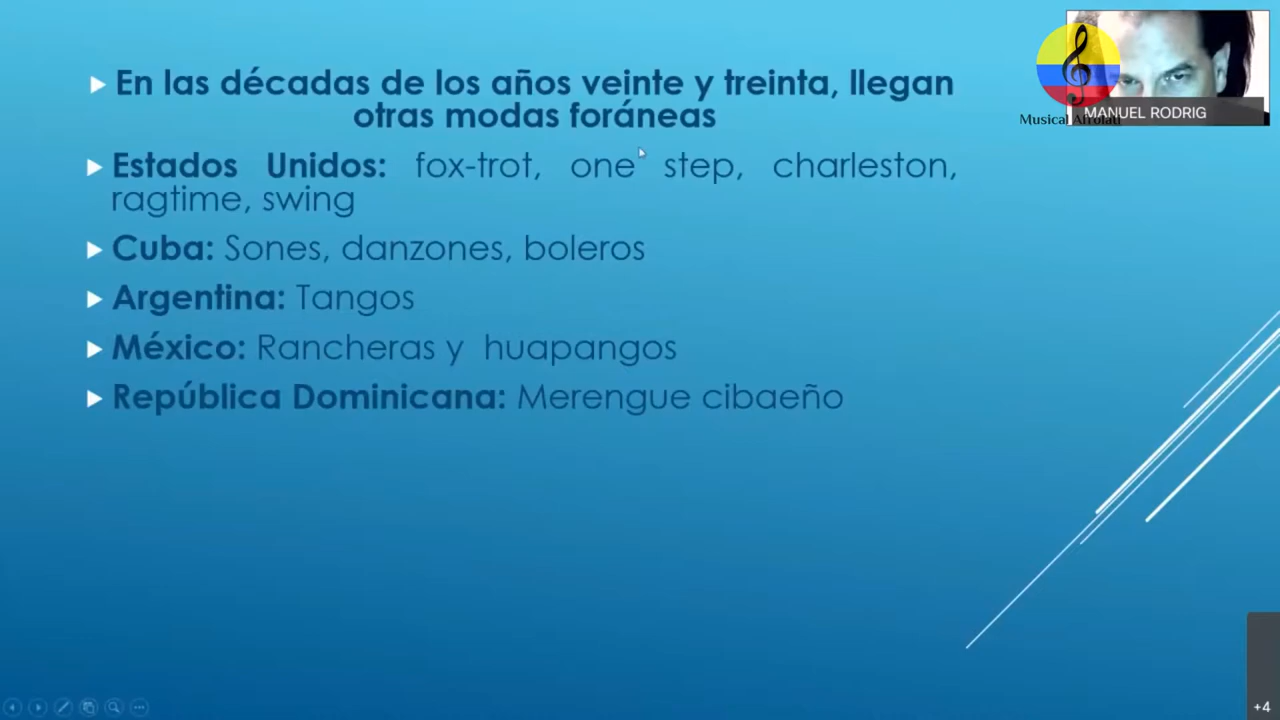 En las décadas de los años veinte y treinta, llegan
otras modas foráneas
Estados Unidos: fox-trot, one step, charleston,
ragtime, swing
Cuba: Sones, danzones, boleros
Argentina: Tangos
México: Rancheras y huapangos
República Dominicana: Merengue cibaeño
MANUEL RODRIG
Musical
+4